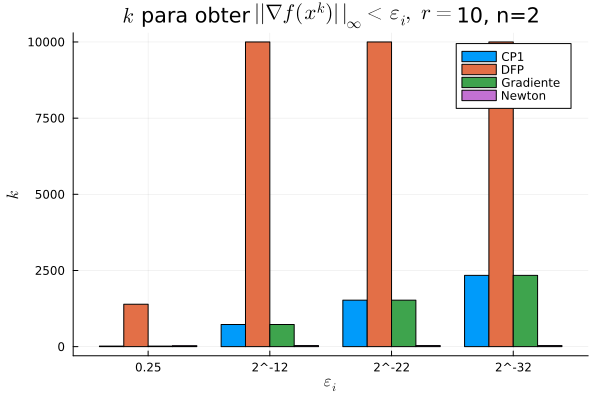 k para obter ||∇f(x^k)||_∞ < ε_i, r = 10, n=2
10000
7500
5000
2500
0
k
CP1
DFP
Gradiente
Newton
0.25
2^-12
2^-22
2^-32
ε_i